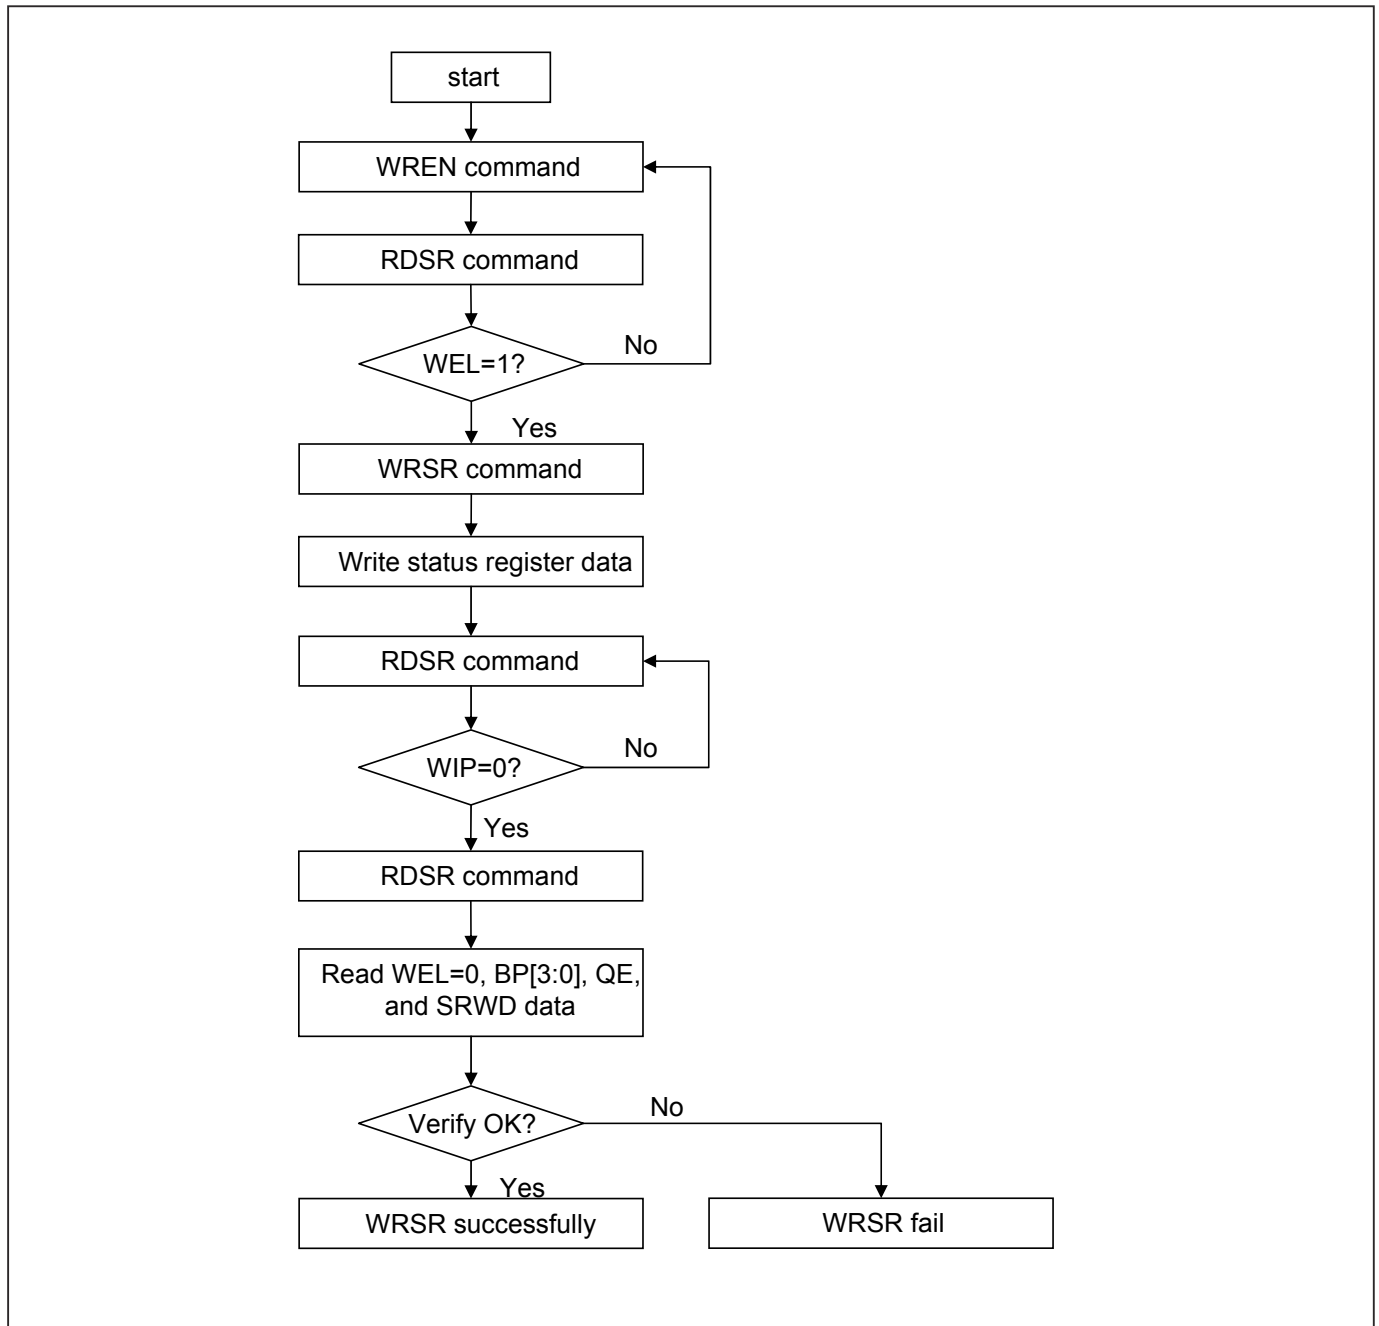 start
WREN command
RDSR command
WEL=1?
No
Yes
WRSR command
Write status register data
RDSR command
WIP=0?
No
Yes
RDSR command
Read WEL=0, BP[3:0], QE,
and SRWD data
Verify OK?
No
Yes
WRSR successfully
WRSR fail